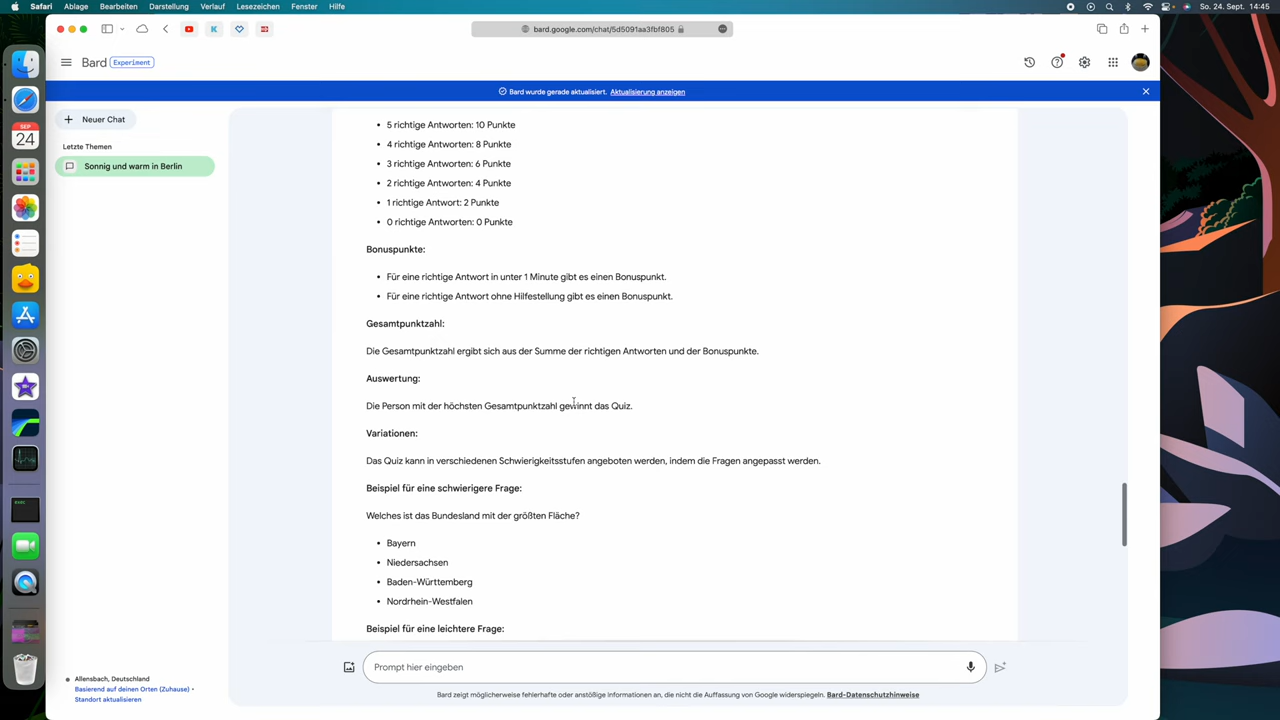 Safari Ablage Bearbeiten Darstellung Verlauf Lesezeichen Fenster Hilfe So. 24. Sept. 14:45
bard.google.com/chat/5d5091aa3fbf805
Bard Experiment
Bard wurde gerade aktualisiert. Aktualisierung anzeigen
Neuer Chat
Letzte Themen
Sonnig und warm in Berlin
SEP
24
• 5 richtige Antworten: 10 Punkte
• 4 richtige Antworten: 8 Punkte
• 3 richtige Antworten: 6 Punkte
• 2 richtige Antworten: 4 Punkte
• 1 richtige Antwort: 2 Punkte
• 0 richtige Antworten: 0 Punkte
Bonuspunkte:
• Für eine richtige Antwort in unter 1 Minute gibt es einen Bonuspunkt.
• Für eine richtige Antwort ohne Hilfestellung gibt es einen Bonuspunkt.
Gesamtpunktzahl:
Die Gesamtpunktzahl ergibt sich aus der Summe der richtigen Antworten und der Bonuspunkte.
Auswertung:
Die Person mit der höchsten Gesamtpunktzahl gewinnt das Quiz.
Variationen:
Das Quiz kann in verschiedenen Schwierigkeitsstufen angeboten werden, indem die Fragen angepasst werden.
Beispiel für eine schwierigere Frage:
Welches ist das Bundesland mit der größten Fläche?
• Bayern
• Niedersachsen
• Baden-Württemberg
• Nordrhein-Westfalen
Beispiel für eine leichtere Frage:
Prompt hier eingeben
Bard zeigt möglicherweise fehlerhafte oder anstößige Informationen an, die nicht die Auffassung von Google widerspiegeln. Bard-Datenschutzhinweise
Allensbach, Deutschland
Basierend auf deinen Orten (Zuhause) •
Standort aktualisieren